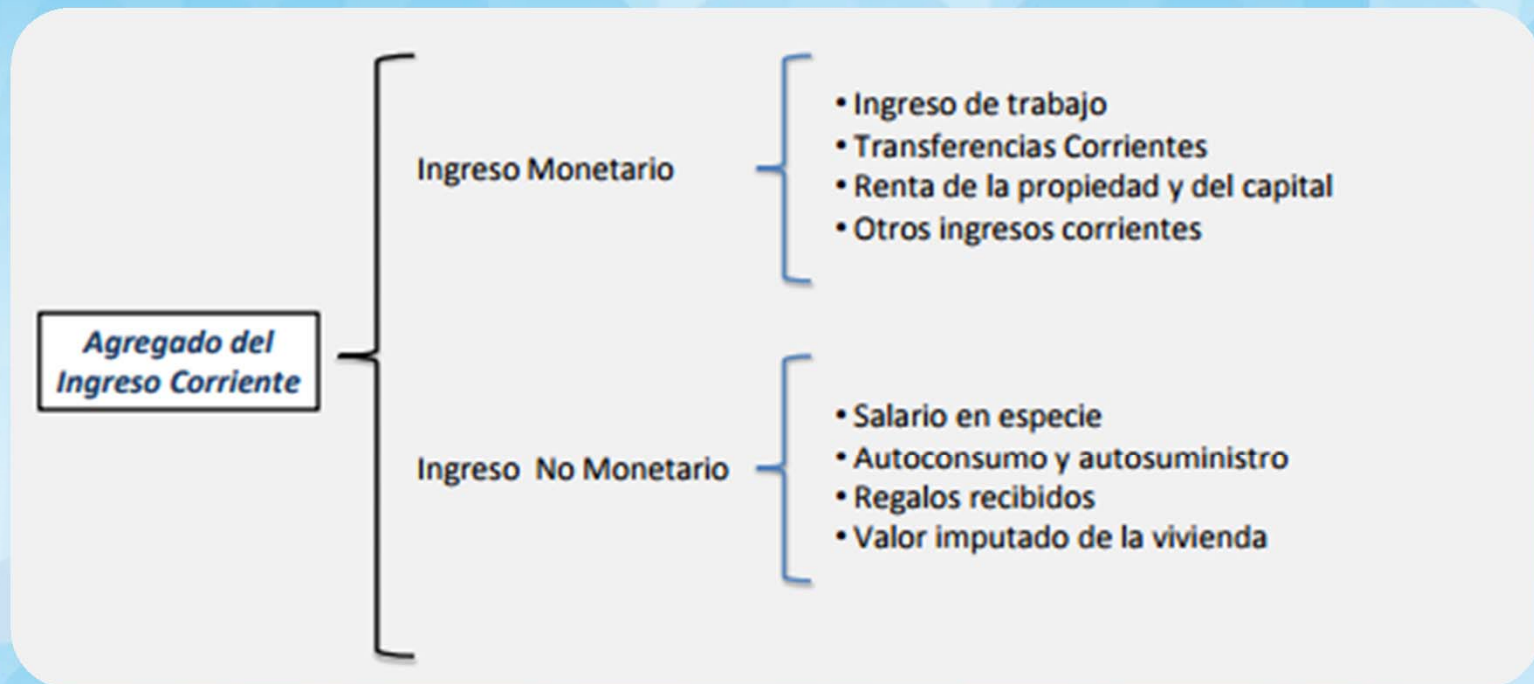 Agregado del
Ingreso Corriente
Ingreso Monetario
• Ingreso de trabajo
• Transferencias Corrientes
• Renta de la propiedad y del capital
• Otros ingresos corrientes
Ingreso No Monetario
• Salario en especie
• Autoconsumo y autosuministro
• Regalos recibidos
• Valor imputado de la vivienda